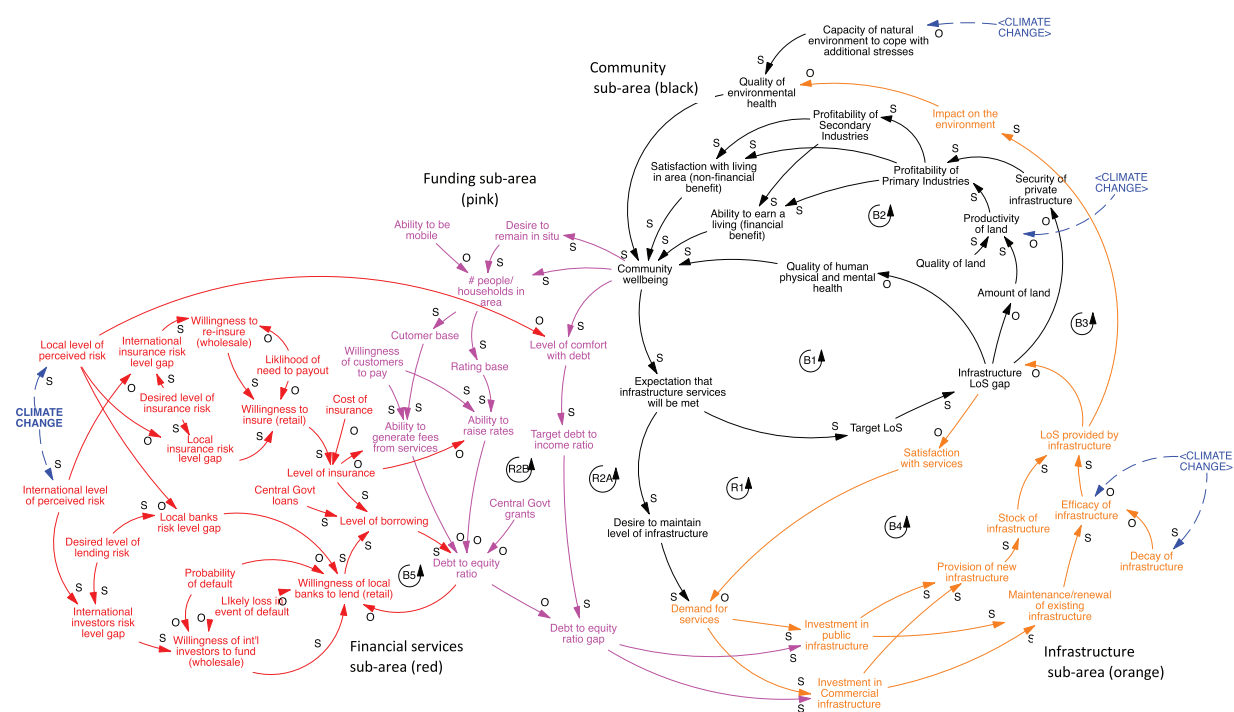 Capacity of natural
environment to cope with
additional stresses
O
<CLIMATE
CHANGE>
Community
sub-area (black)
S
O
Quality of
environmental
health
Impact on the
environment
S
Profitability of
Secondary
Industries
S
S
S
S
Satisfaction with living
in area (non-financial
benefit)
Profitability of
Primary Industries
Security of
private
infrastructure
<CLIMATE
CHANGE>
Funding sub-area
(pink)
S
S
S
S
Ability to earn a
living (financial
benefit)
B2
Productivity
of land
O
O
Ability to be
mobile
Desire to
remain in situ
S
S
S
S
S
Quality of land
O
S
S
Community
wellbeing
S
Quality of human
physical and mental
health
O
Amount of land
O
# people/
households in
area
S
Cutomer base
O
S
Level of comfort
with debt
B3
Local level of
perceived risk
International
insurance risk
level gap
S
Willingness to
re-insure
(wholesale)
O
Liklihood of
need to payout
Willingness
of customers
to pay
S
Rating base
S
B1
Infrastructure
LoS gap
O
S
O
S
Desired level of
insurance risk
S
O
Willingness to
insure (retail)
Cost of
insurance
S
S
S
S
Expectation that
infrastructure services
will be met
CLIMATE
CHANGE
S
O
Local
insurance risk
level gap
S
O
Ability to
generate fees
from services
Ability to
raise rates
S
Target debt to
income ratio
S
Target LoS
S
O
LoS provided by
infrastructure
Satisfaction
with services
<CLIMATE
CHANGE>
S
S
O
Level of insurance
O
R2B
R2A
R1
S
S
O
International level
of perceived risk
Central Govt
loans
S
S
Level of borrowing
Central Govt
grants
S
Desire to maintain
level of infrastructure
B4
Stock of
infrastructure
Efficacy of
infrastructure
O
S
O
Local banks
risk level gap
S
Desired level of
lending risk
O
S
S
S
O
O
O
Debt to equity
ratio
S
Decay of
infrastructure
S
S
Probability
of default
Willingness of local
banks to lend (retail)
B5
Provision of new
infrastructure
S
LIkely loss in
event of default
O
O
O
S
S
O
S
S
Maintenance/renewal
of existing
infrastructure
International
investors risk
level gap
O
O
O
S
Demand for
services
S
S
Willingness of int'l
investors to fund
(wholesale)
S
Financial services
sub-area (red)
Debt to equity
ratio gap
S
Investment in
public
infrastructure
S
S
Infrastructure
sub-area (orange)
S
Investment in
Commercial
infrastructure
S